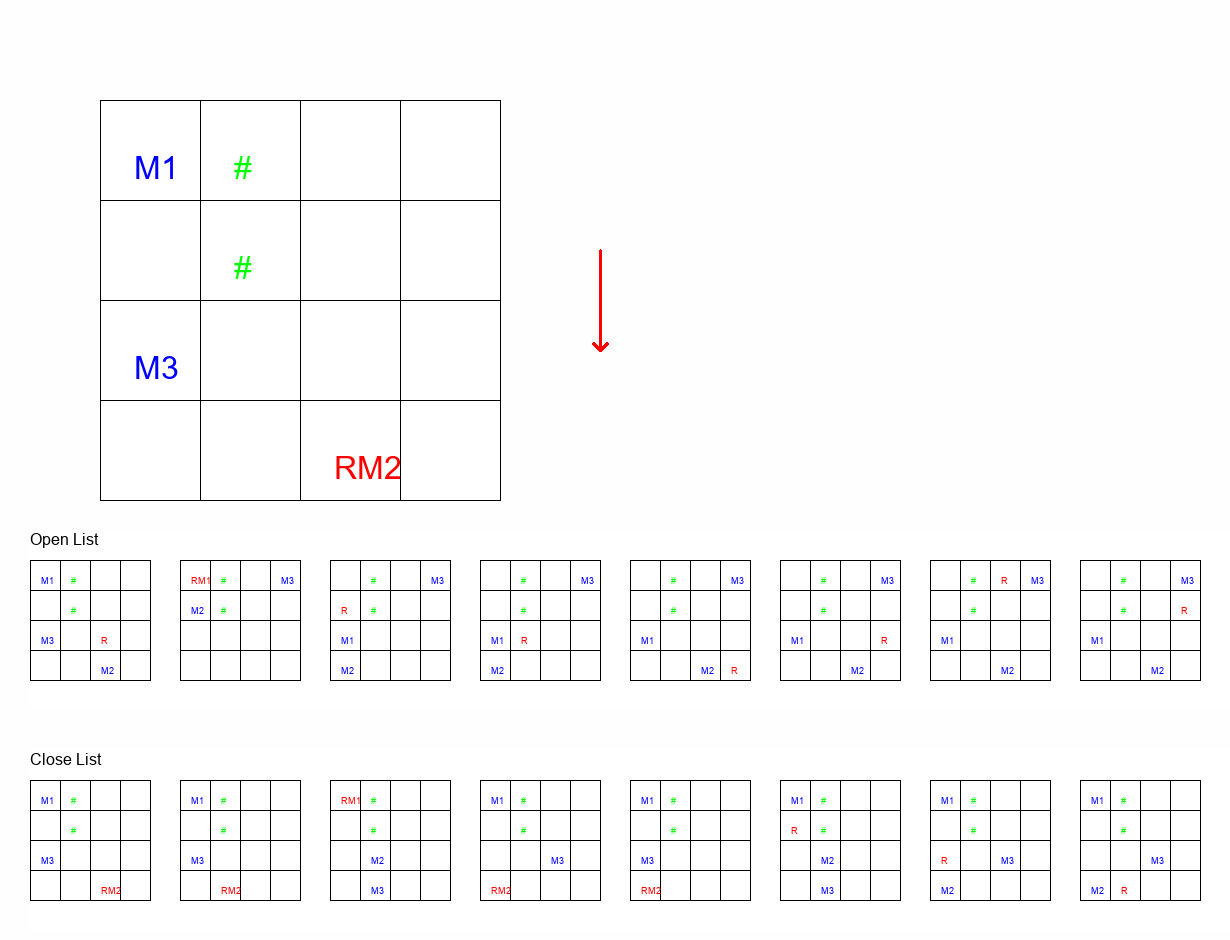 M1 #
#
M3
RM2
Open List
M1 # RM1 # M3 # M3 # M3 # M3 # M3 # R M3 # M3
# M2 # R # # # # # # R
M3 R M1 M1 R M1 M1 R M1 M1
M2 M2 M2 M2 R M2 M2 M2
Close List
M1 # M1 # RM1 # M1 # M1 # M1 # M1 # M1 #
# # # # # R # # #
M3 M3 M2 M3 M3 M2 R M3 M3
RM2 RM2 M3 RM2 RM2 M3 M2 M2 R